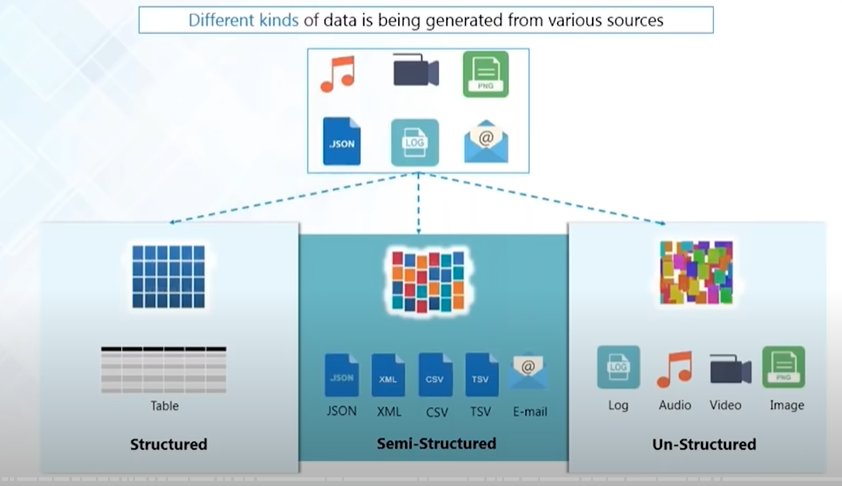 Different kinds of data is being generated from various sources
PNG
JSON
LOG
@
JSON
XML
CSV
TSV
@
LOG
PNG
JSON
XML
CSV
TSV
E-mail
Log
Audio
Video
Image
Table
Structured
Semi-Structured
Un-Structured